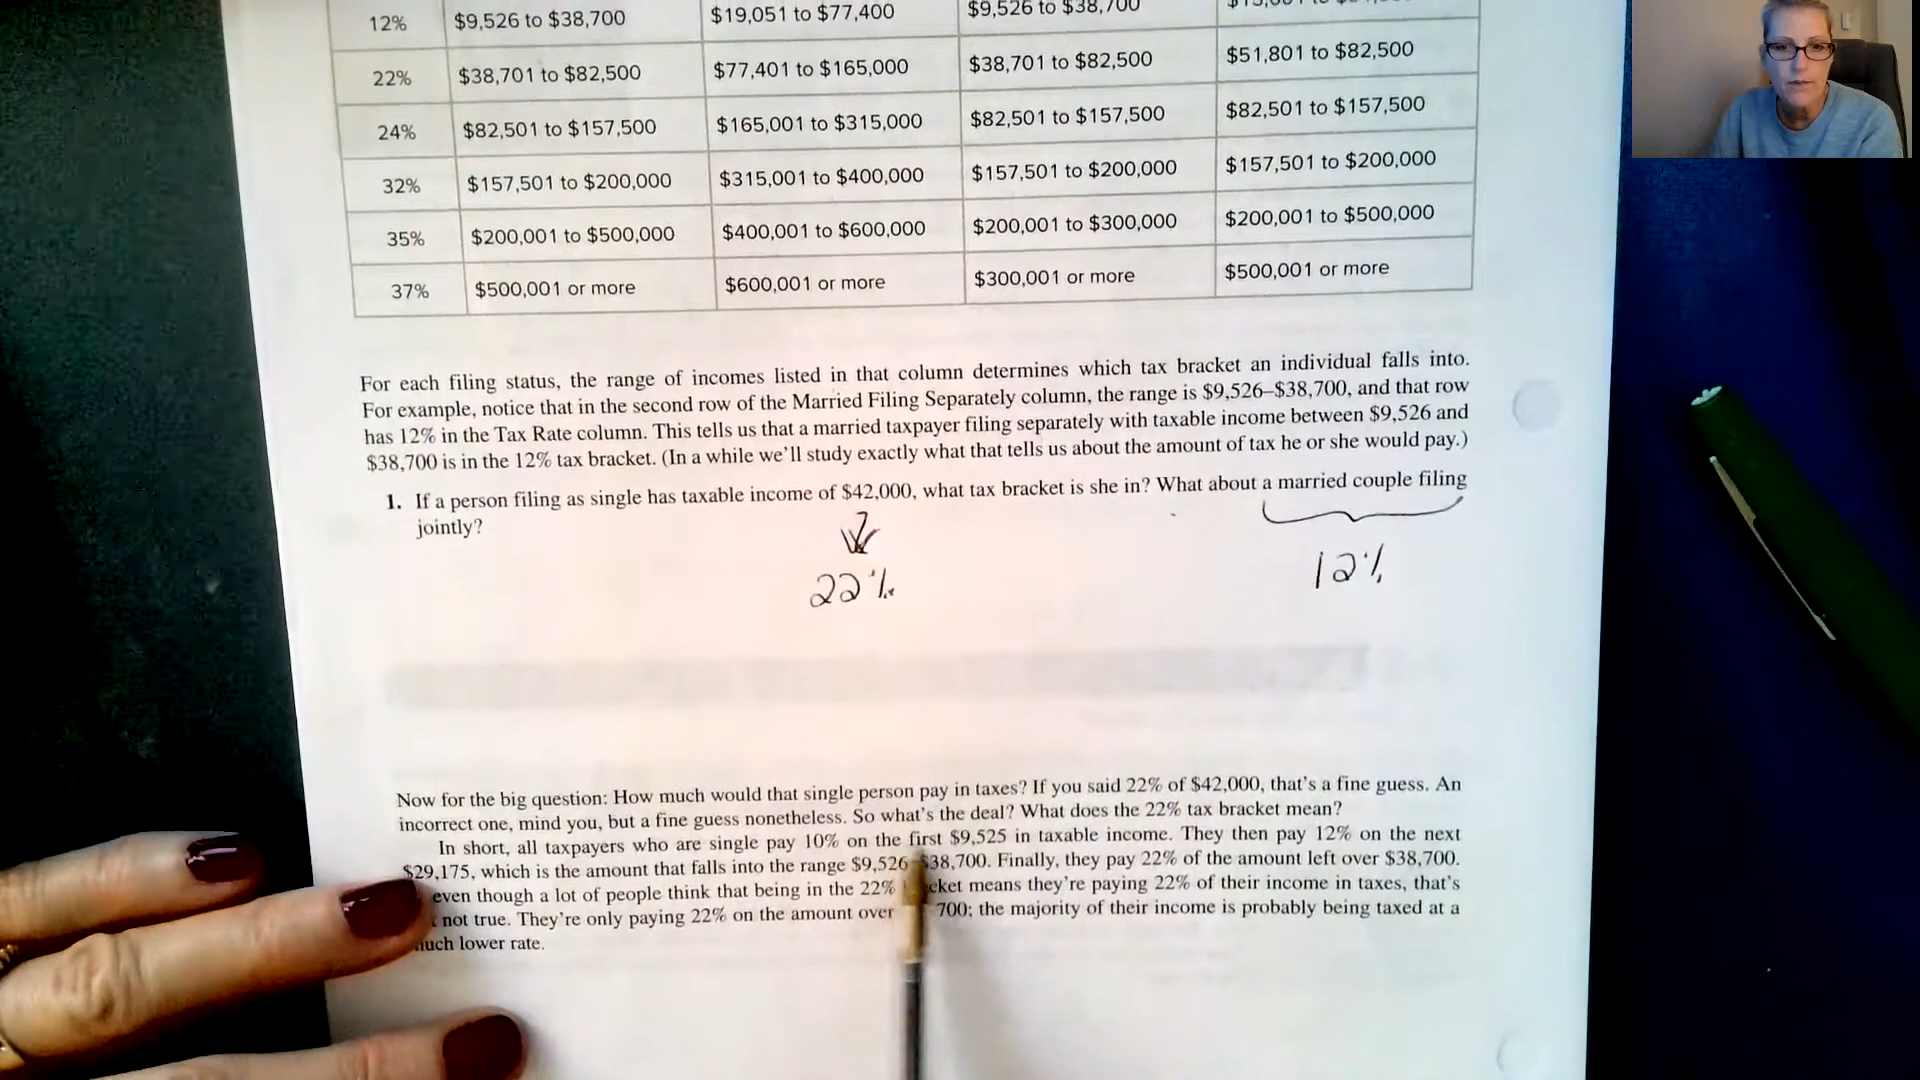 12% $9,526 to $38,700 $19,051 to $77,400 $9,526 to $38,700
22% $38,701 to $82,500 $77,401 to $165,000 $38,701 to $82,500 $51,801 to $82,500
24% $82,501 to $157,500 $165,001 to $315,000 $82,501 to $157,500 $82,501 to $157,500
32% $157,501 to $200,000 $315,001 to $400,000 $157,501 to $200,000 $157,501 to $200,000
35% $200,001 to $500,000 $400,001 to $600,000 $200,001 to $300,000 $200,001 to $500,000
37% $500,001 or more $600,001 or more $300,001 or more $500,001 or more
For each filing status, the range of incomes listed in that column determines which tax bracket an individual falls into.
For example, notice that in the second row of the Married Filing Separately column, the range is $9,526–$38,700, and that row
has 12% in the Tax Rate column. This tells us that a married taxpayer filing separately with taxable income between $9,526 and
$38,700 is in the 12% tax bracket. (In a while we'll study exactly what that tells us about the amount of tax he or she would pay.)
1. If a person filing as single has taxable income of $42,000, what tax bracket is she in? What about a married couple filing
jointly?
22% 12%
Now for the big question: How much would that single person pay in taxes? If you said 22% of $42,000, that's a fine guess. An
incorrect one, mind you, but a fine guess nonetheless. So what's the deal? What does the 22% tax bracket mean?
In short, all taxpayers who are single pay 10% on the first $9,525 in taxable income. They then pay 12% on the next
$29,175, which is the amount that falls into the range $9,526 $38,700. Finally, they pay 22% of the amount left over $38,700.
even though a lot of people think that being in the 22% cket means they're paying 22% of their income in taxes, that's
not true. They're only paying 22% on the amount over 700; the majority of their income is probably being taxed at a
uch lower rate.